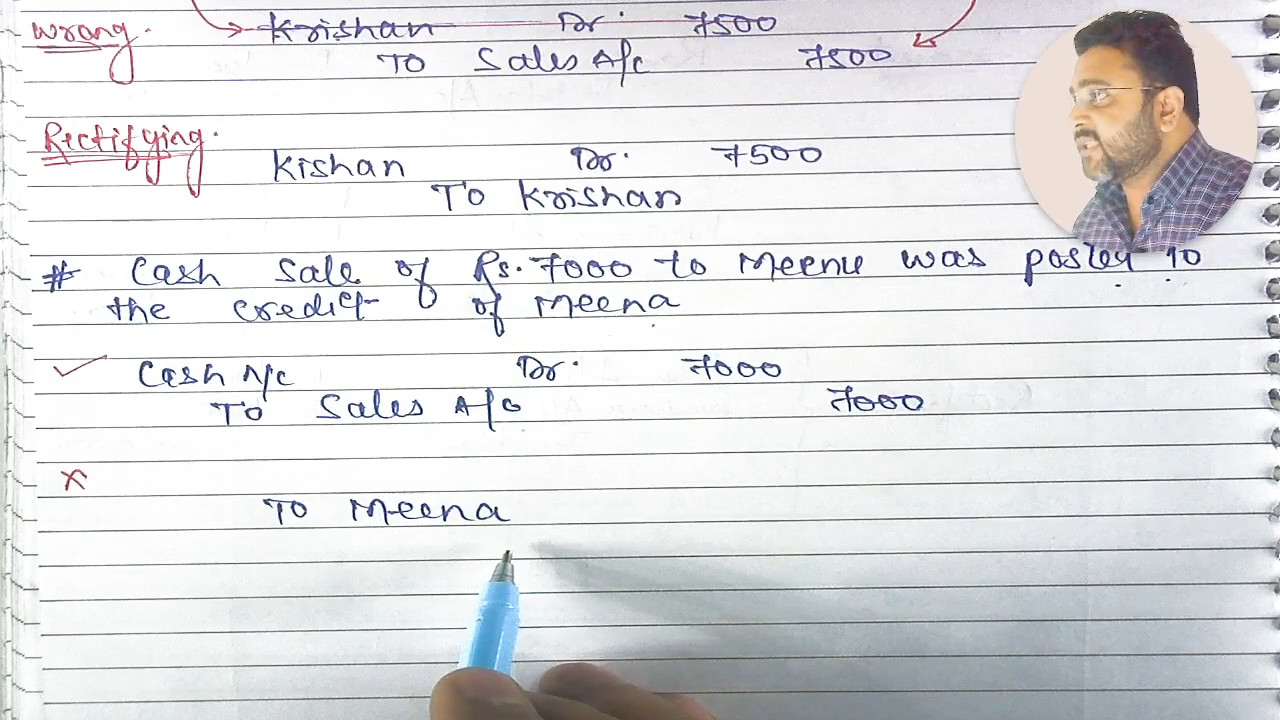 Wrong. Krishan Dr. 7500
To Sales A/c 7500
Rectifying.
Kishan Dr. 7500
To Krishan
# Cash Sale of Rs. 7000 to Meenu was posted to
the credit of Meena
✓ Cash A/c Dr. 7000
To Sales A/c 7000
×
To Meena